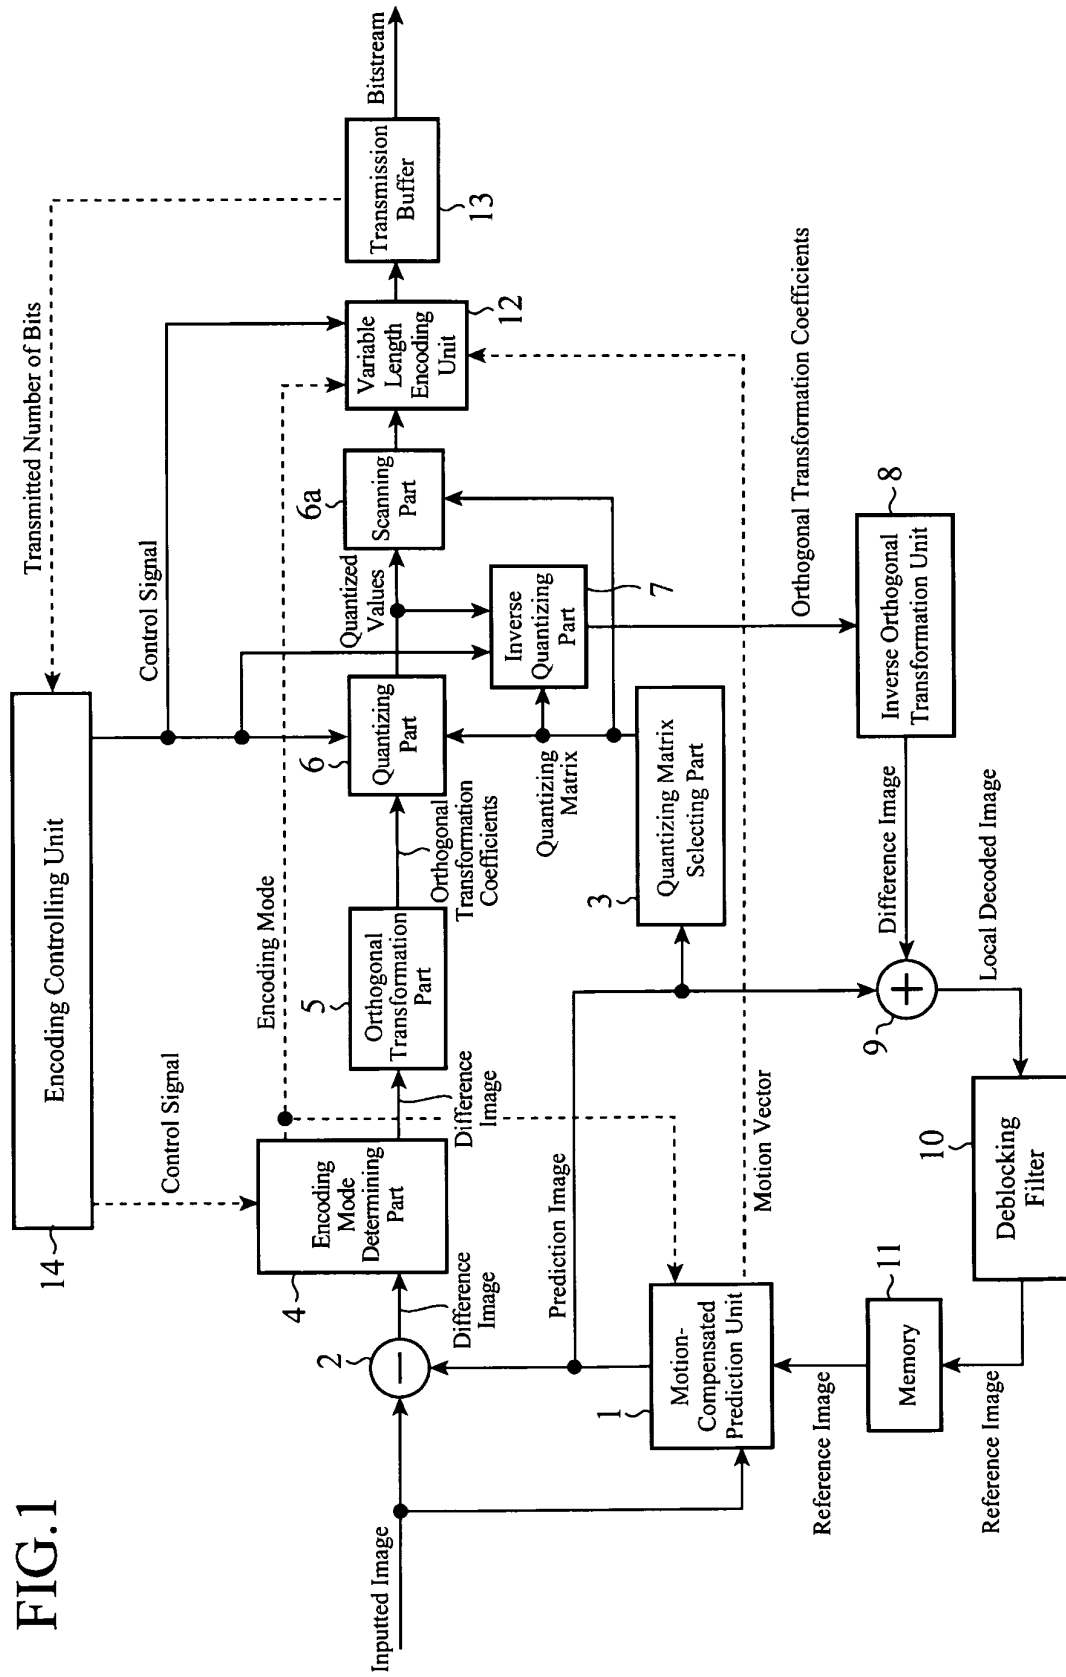 FIG.1
Encoding Controlling Unit
14
Transmitted Number of Bits
Control Signal
Control Signal
Encoding Mode
Inputted Image
2
Difference
Image
4
Encoding
Mode
Determining
Part
Difference
Image
5
Orthogonal
Transformation
Part
Orthogonal
Transformation
Coefficients
6
Quantizing
Part
Quantized
Values
6a
Scanning
Part
Variable
Length
Encoding
Unit
12
Transmission
Buffer
13
Bitstream
Inverse
Quantizing
Part
7
Quantizing
Matrix
3
Quantizing Matrix
Selecting Part
Prediction Image
1
Motion-
Compensated
Prediction Unit
Motion Vector
Orthogonal Transformation Coefficients
8
Inverse Orthogonal
Transformation Unit
Difference Image
9
Local Decoded Image
10
Deblocking
Filter
Reference Image
11
Memory
Reference Image